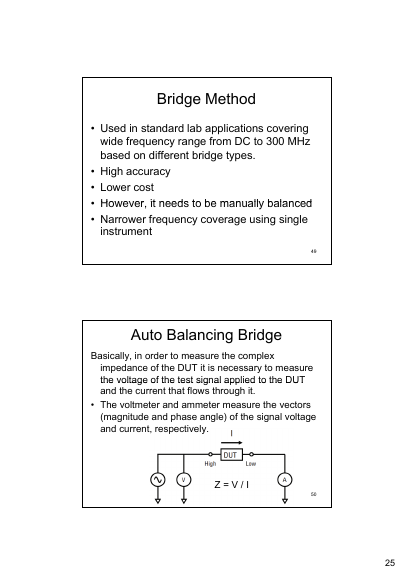 Bridge Method
• Used in standard lab applications covering
wide frequency range from DC to 300 MHz
based on different bridge types.
• High accuracy
• Lower cost
• However, it needs to be manually balanced
• Narrower frequency coverage using single
instrument
49
Auto Balancing Bridge
Basically, in order to measure the complex
impedance of the DUT it is necessary to measure
the voltage of the test signal applied to the DUT
and the current that flows through it.
• The voltmeter and ammeter measure the vectors
(magnitude and phase angle) of the signal voltage
and current, respectively.
I
DUT
High
Low
V
A
Z = V / I
50
25